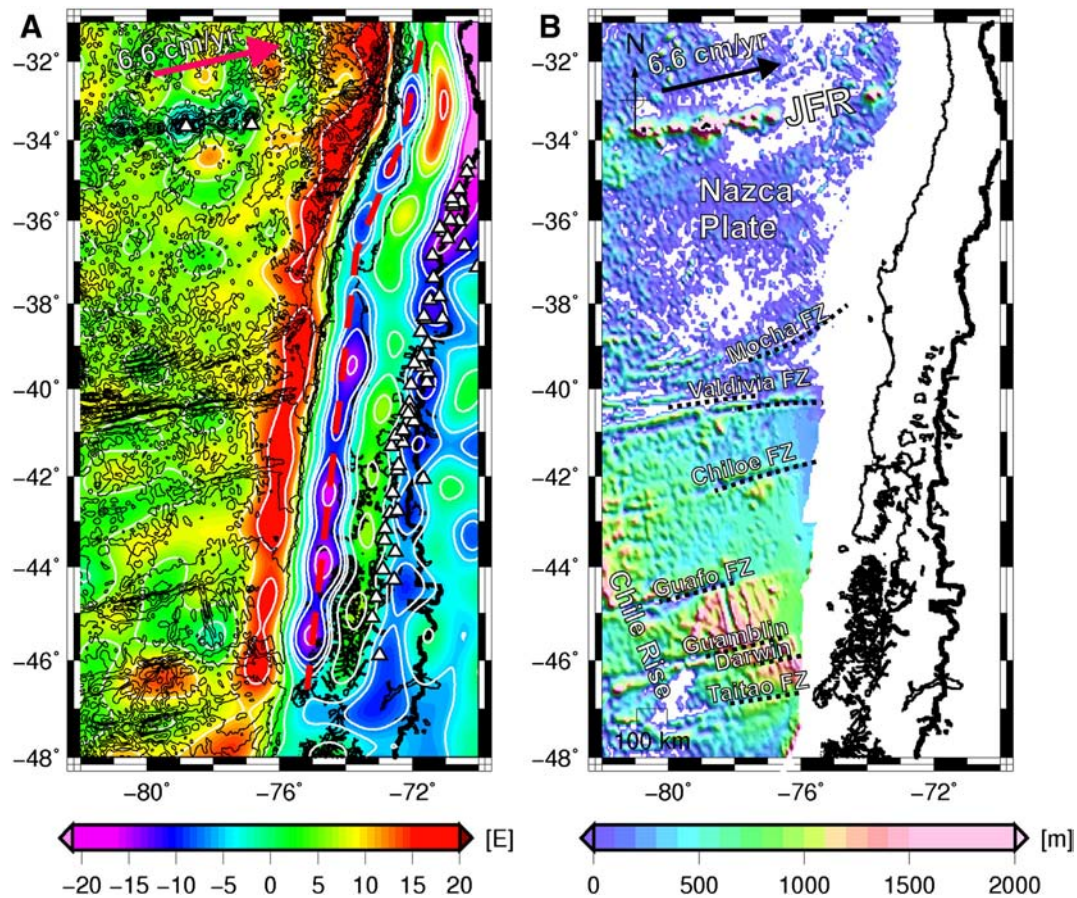 A
6.6 cm/yr
−32°
−34°
−36°
−38°
−40°
−42°
−44°
−46°
−48°
−80°
−76°
−72°
[E]
−20 −15 −10 −5 0 5 10 15 20
B
N
6.6 cm/yr
JFR
Nazca
Plate
Mocha FZ
Valdivia FZ
Chiloe FZ
Guafo FZ
Chile Rise
Guamblin
Darwin
Taitao FZ
100 km
−32°
−34°
−36°
−38°
−40°
−42°
−44°
−46°
−48°
−80°
−76°
−72°
[m]
0 500 1000 1500 2000